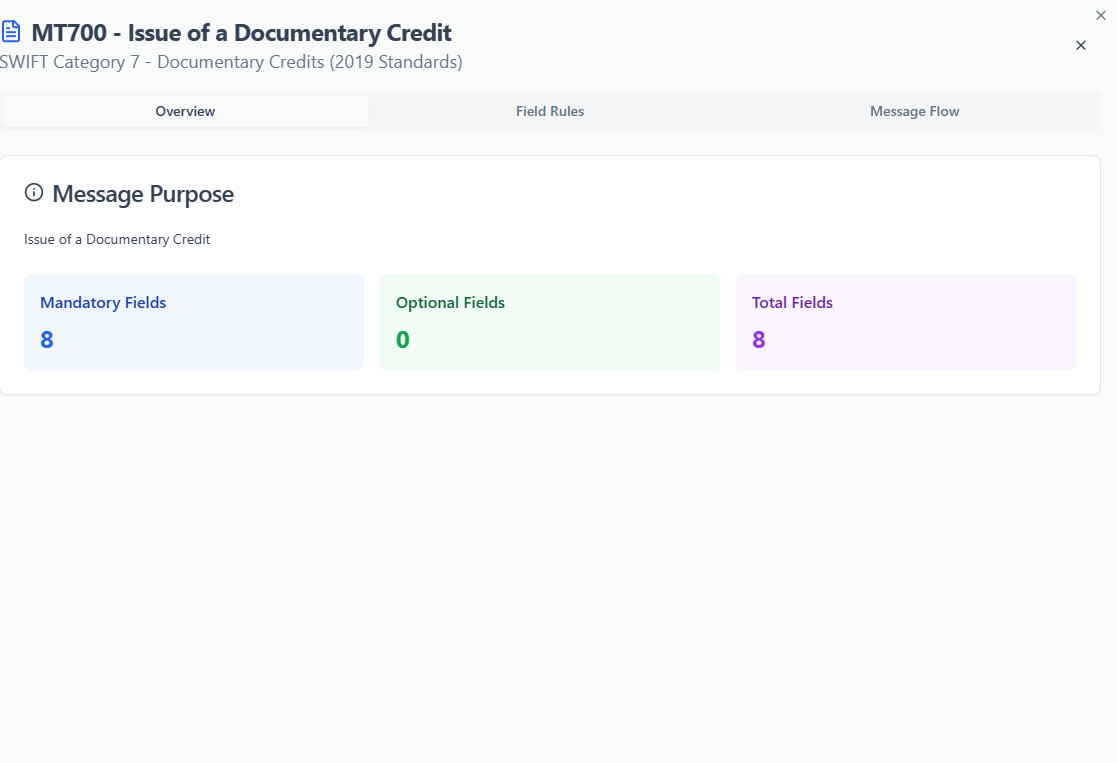 MT700 - Issue of a Documentary Credit
SWIFT Category 7 - Documentary Credits (2019 Standards)
Overview
Field Rules
Message Flow
Message Purpose
Issue of a Documentary Credit
Mandatory Fields
8
Optional Fields
0
Total Fields
8